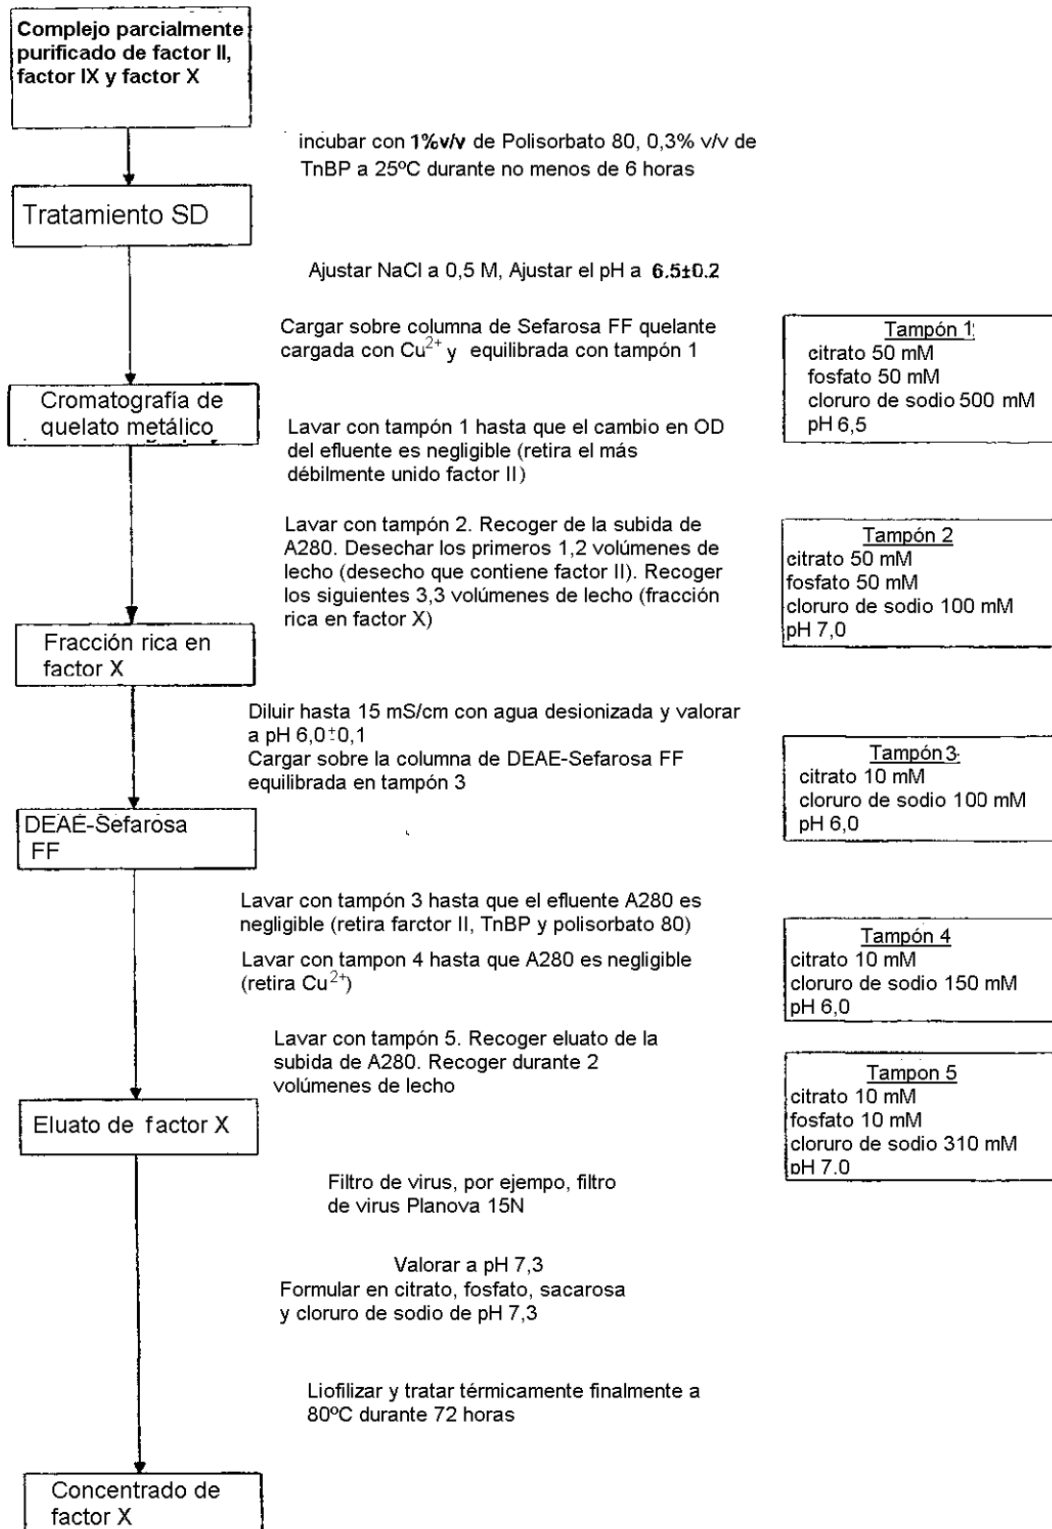 Complejo parcialmente
purificado de factor II,
factor IX y factor X
incubar con 1%v/v de Polisorbato 80, 0,3% v/v de
TnBP a 25ºC durante no menos de 6 horas
Tratamiento SD
Ajustar NaCl a 0,5 M, Ajustar el pH a 6.5±0.2
Cargar sobre columna de Sefarosa FF quelante
cargada con Cu2+ y equilibrada con tampón 1
Tampón 1:
citrato 50 mM
fosfato 50 mM
cloruro de sodio 500 mM
pH 6,5
Cromatografía de
quelato metálico
Lavar con tampón 1 hasta que el cambio en OD
del efluente es negligible (retira el más
débilmente unido factor II)
Lavar con tampón 2. Recoger de la subida de
A280. Desechar los primeros 1,2 volúmenes de
lecho (desecho que contiene factor II). Recoger
los siguientes 3,3 volúmenes de lecho (fracción
rica en factor X)
Tampón 2
citrato 50 mM
fosfato 50 mM
cloruro de sodio 100 mM
pH 7,0
Fracción rica en
factor X
Diluir hasta 15 mS/cm con agua desionizada y valorar
a pH 6,0±0,1
Cargar sobre la columna de DEAE-Sefarosa FF
equilibrada en tampón 3
Tampón 3
citrato 10 mM
cloruro de sodio 100 mM
pH 6,0
DEAE-Sefarosa
FF
Lavar con tampón 3 hasta que el efluente A280 es
negligible (retira farctor II, TnBP y polisorbato 80)
Lavar con tampon 4 hasta que A280 es negligible
(retira Cu2+)
Tampón 4
citrato 10 mM
cloruro de sodio 150 mM
pH 6,0
Lavar con tampón 5. Recoger eluato de la
subida de A280. Recoger durante 2
volúmenes de lecho
Tampon 5
citrato 10 mM
fosfato 10 mM
cloruro de sodio 310 mM
pH 7.0
Eluato de factor X
Filtro de virus, por ejemplo, filtro
de virus Planova 15N
Valorar a pH 7,3
Formular en citrato, fosfato, sacarosa
y cloruro de sodio de pH 7,3
Liofilizar y tratar térmicamente finalmente a
80ºC durante 72 horas
Concentrado de
factor X